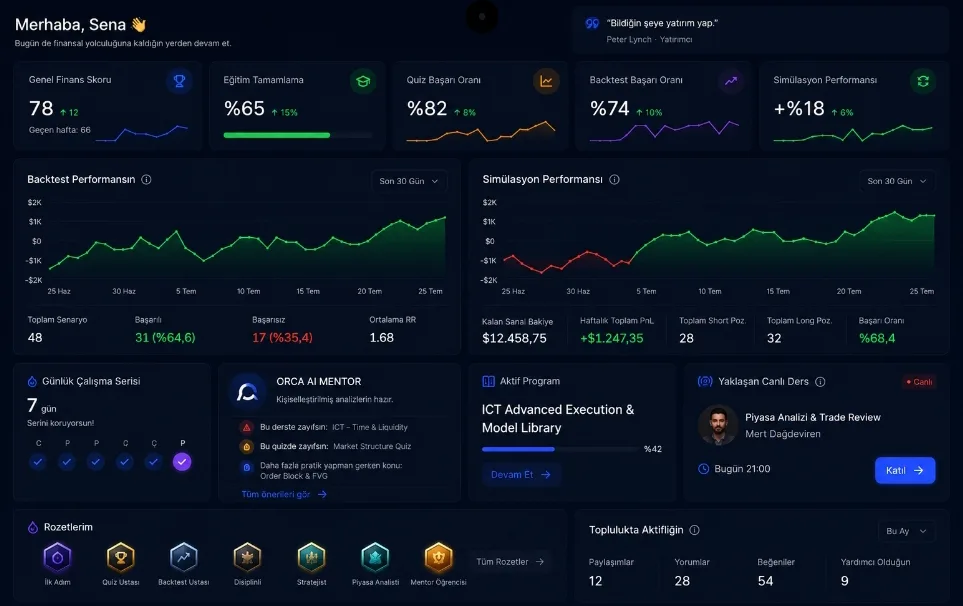 Merhaba, Sena 👋
Bugün de finansal yolculuğuna kaldığın yerden devam et.
"Bildiğin şeye yatırım yap."
Peter Lynch · Yatırımcı
Genel Finans Skoru
78 ↑ 12
Geçen hafta: 66
Eğitim Tamamlama
%65 ↑ 15%
Quiz Başarı Oranı
%82 ↑ 8%
Backtest Başarı Oranı
%74 ↑ 10%
Simülasyon Performansı
+%18 ↑ 6%
Backtest Performansın
Son 30 Gün
$2K
$1K
$0
-$1K
-$2K
25 Haz 30 Haz 5 Tem 10 Tem 15 Tem 20 Tem 25 Tem
Toplam Senaryo
48
Başarılı
31 (%64,6)
Başarısız
17 (%35,4)
Ortalama RR
1.68
Simülasyon Performansı
Son 30 Gün
$2K
$1K
$0
-$1K
-$2K
25 Haz 30 Haz 5 Tem 10 Tem 15 Tem 20 Tem 25 Tem
Kalan Sanal Bakiye
$12.458,75
Haftalık Toplam PnL
+$1.247,35
Toplam Short Poz.
28
Toplam Long Poz.
32
Başarı Oranı
%68,4
Günlük Çalışma Serisi
7 gün
Serini koruyorsun!
C P P Ç Ç P
ORCA AI MENTOR
Kişiselleştirilmiş analizlerin hazır.
Bu derste zayıfsın: ICT - Time & Liquidity
Bu quizde zayıfsın: Market Structure Quiz
Daha fazla pratik yapman gerken konu:
Order Block & FVG
Tüm önerileri gör →
Aktif Program
ICT Advanced Execution &
Model Library
%42
Devam Et →
Yaklaşan Canlı Ders
Canlı
Piyasa Analizi & Trade Review
Mert Dağdeviren
Bugün 21:00
Katıl →
Rozetlerim
İlk Adım
Quiz Ustası
Backtest Ustası
Disiplinli
Stratejist
Piyasa Analisti
Mentor Öğrencisi
Tüm Rozetler →
Toplulukta Aktifliğin
Bu Ay
Paylaşımlar
12
Yorumlar
28
Beğeniler
54
Yardımcı Olduğun
9